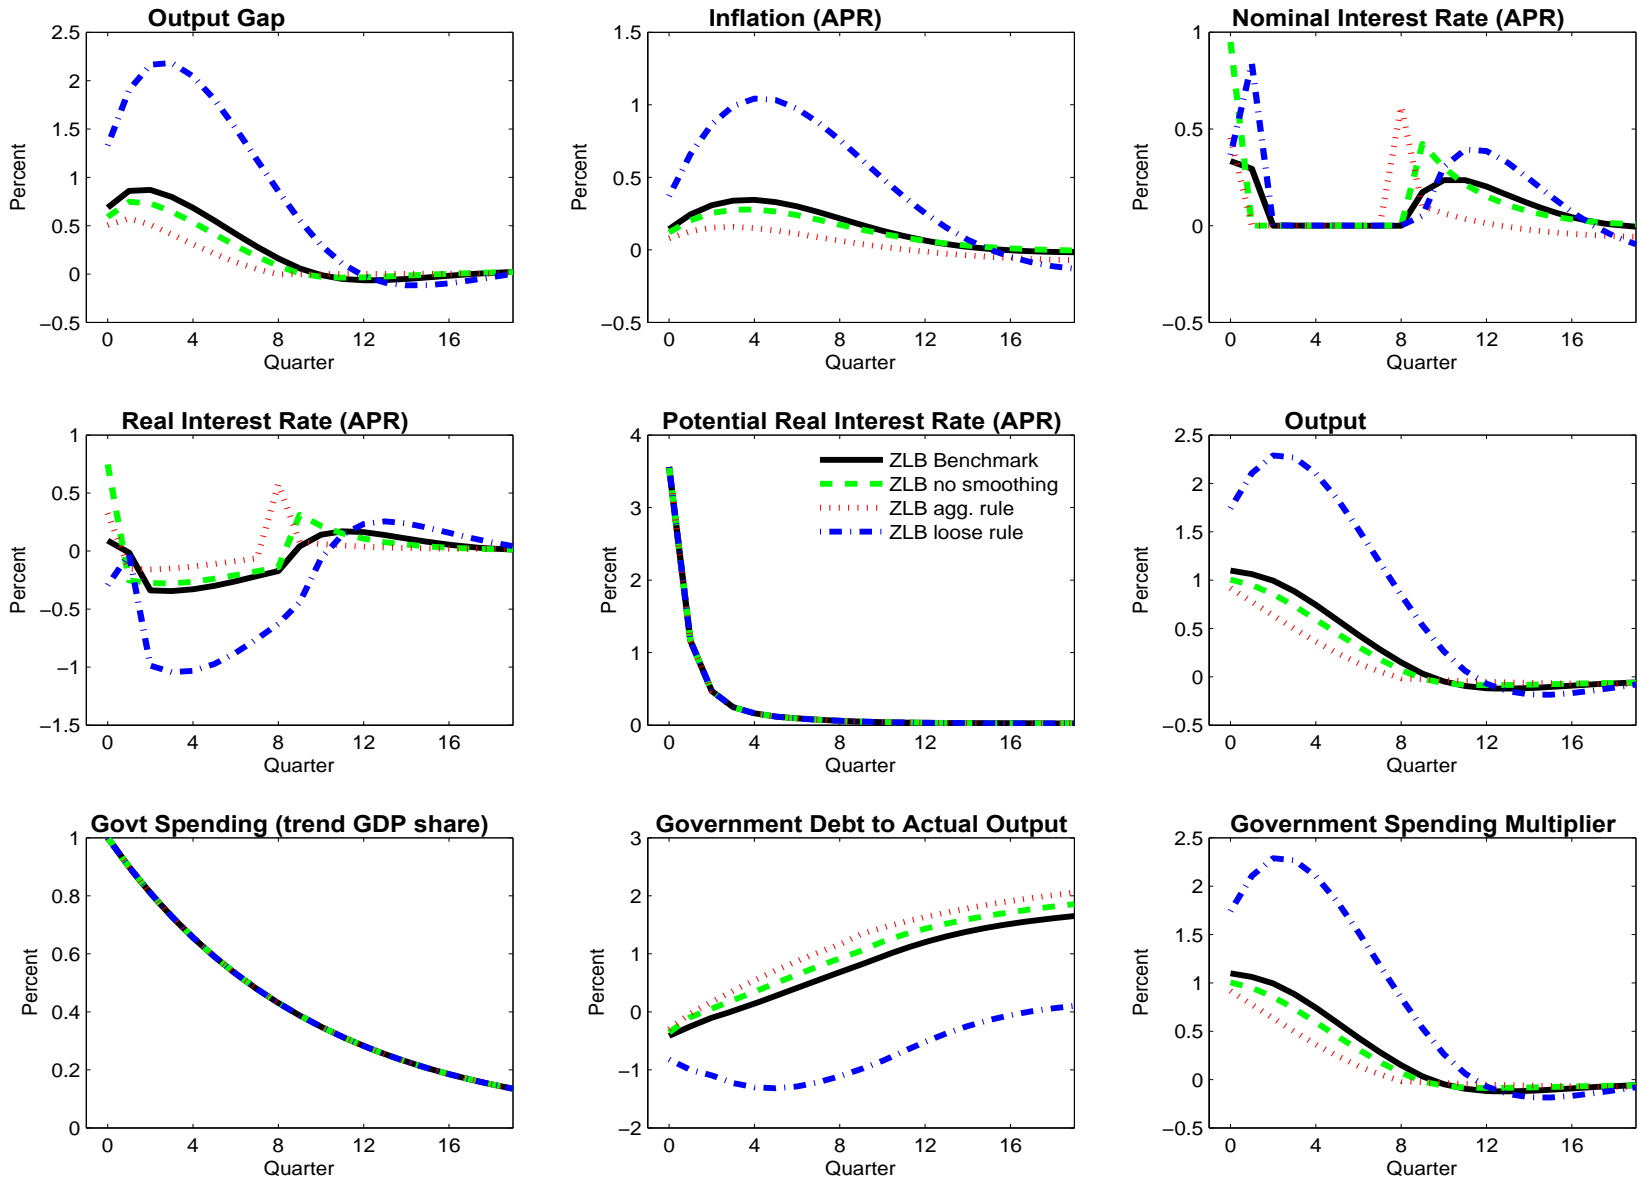 Output Gap
Percent
2.5
2
1.5
1
0.5
0
−0.5
0 4 8 12 16
Quarter
Inflation (APR)
Percent
1.5
1
0.5
0
−0.5
0 4 8 12 16
Quarter
Nominal Interest Rate (APR)
Percent
1
0.5
0
−0.5
0 4 8 12 16
Quarter
Real Interest Rate (APR)
Percent
1
0.5
0
−0.5
−1
−1.5
0 4 8 12 16
Quarter
Potential Real Interest Rate (APR)
Percent
4
3
2
1
0
ZLB Benchmark
ZLB no smoothing
ZLB agg. rule
ZLB loose rule
0 4 8 12 16
Quarter
Output
Percent
2.5
2
1.5
1
0.5
0
−0.5
0 4 8 12 16
Quarter
Govt Spending (trend GDP share)
Percent
1
0.8
0.6
0.4
0.2
0
0 4 8 12 16
Quarter
Government Debt to Actual Output
Percent
3
2
1
0
−1
−2
0 4 8 12 16
Quarter
Government Spending Multiplier
Percent
2.5
2
1.5
1
0.5
0
−0.5
0 4 8 12 16
Quarter